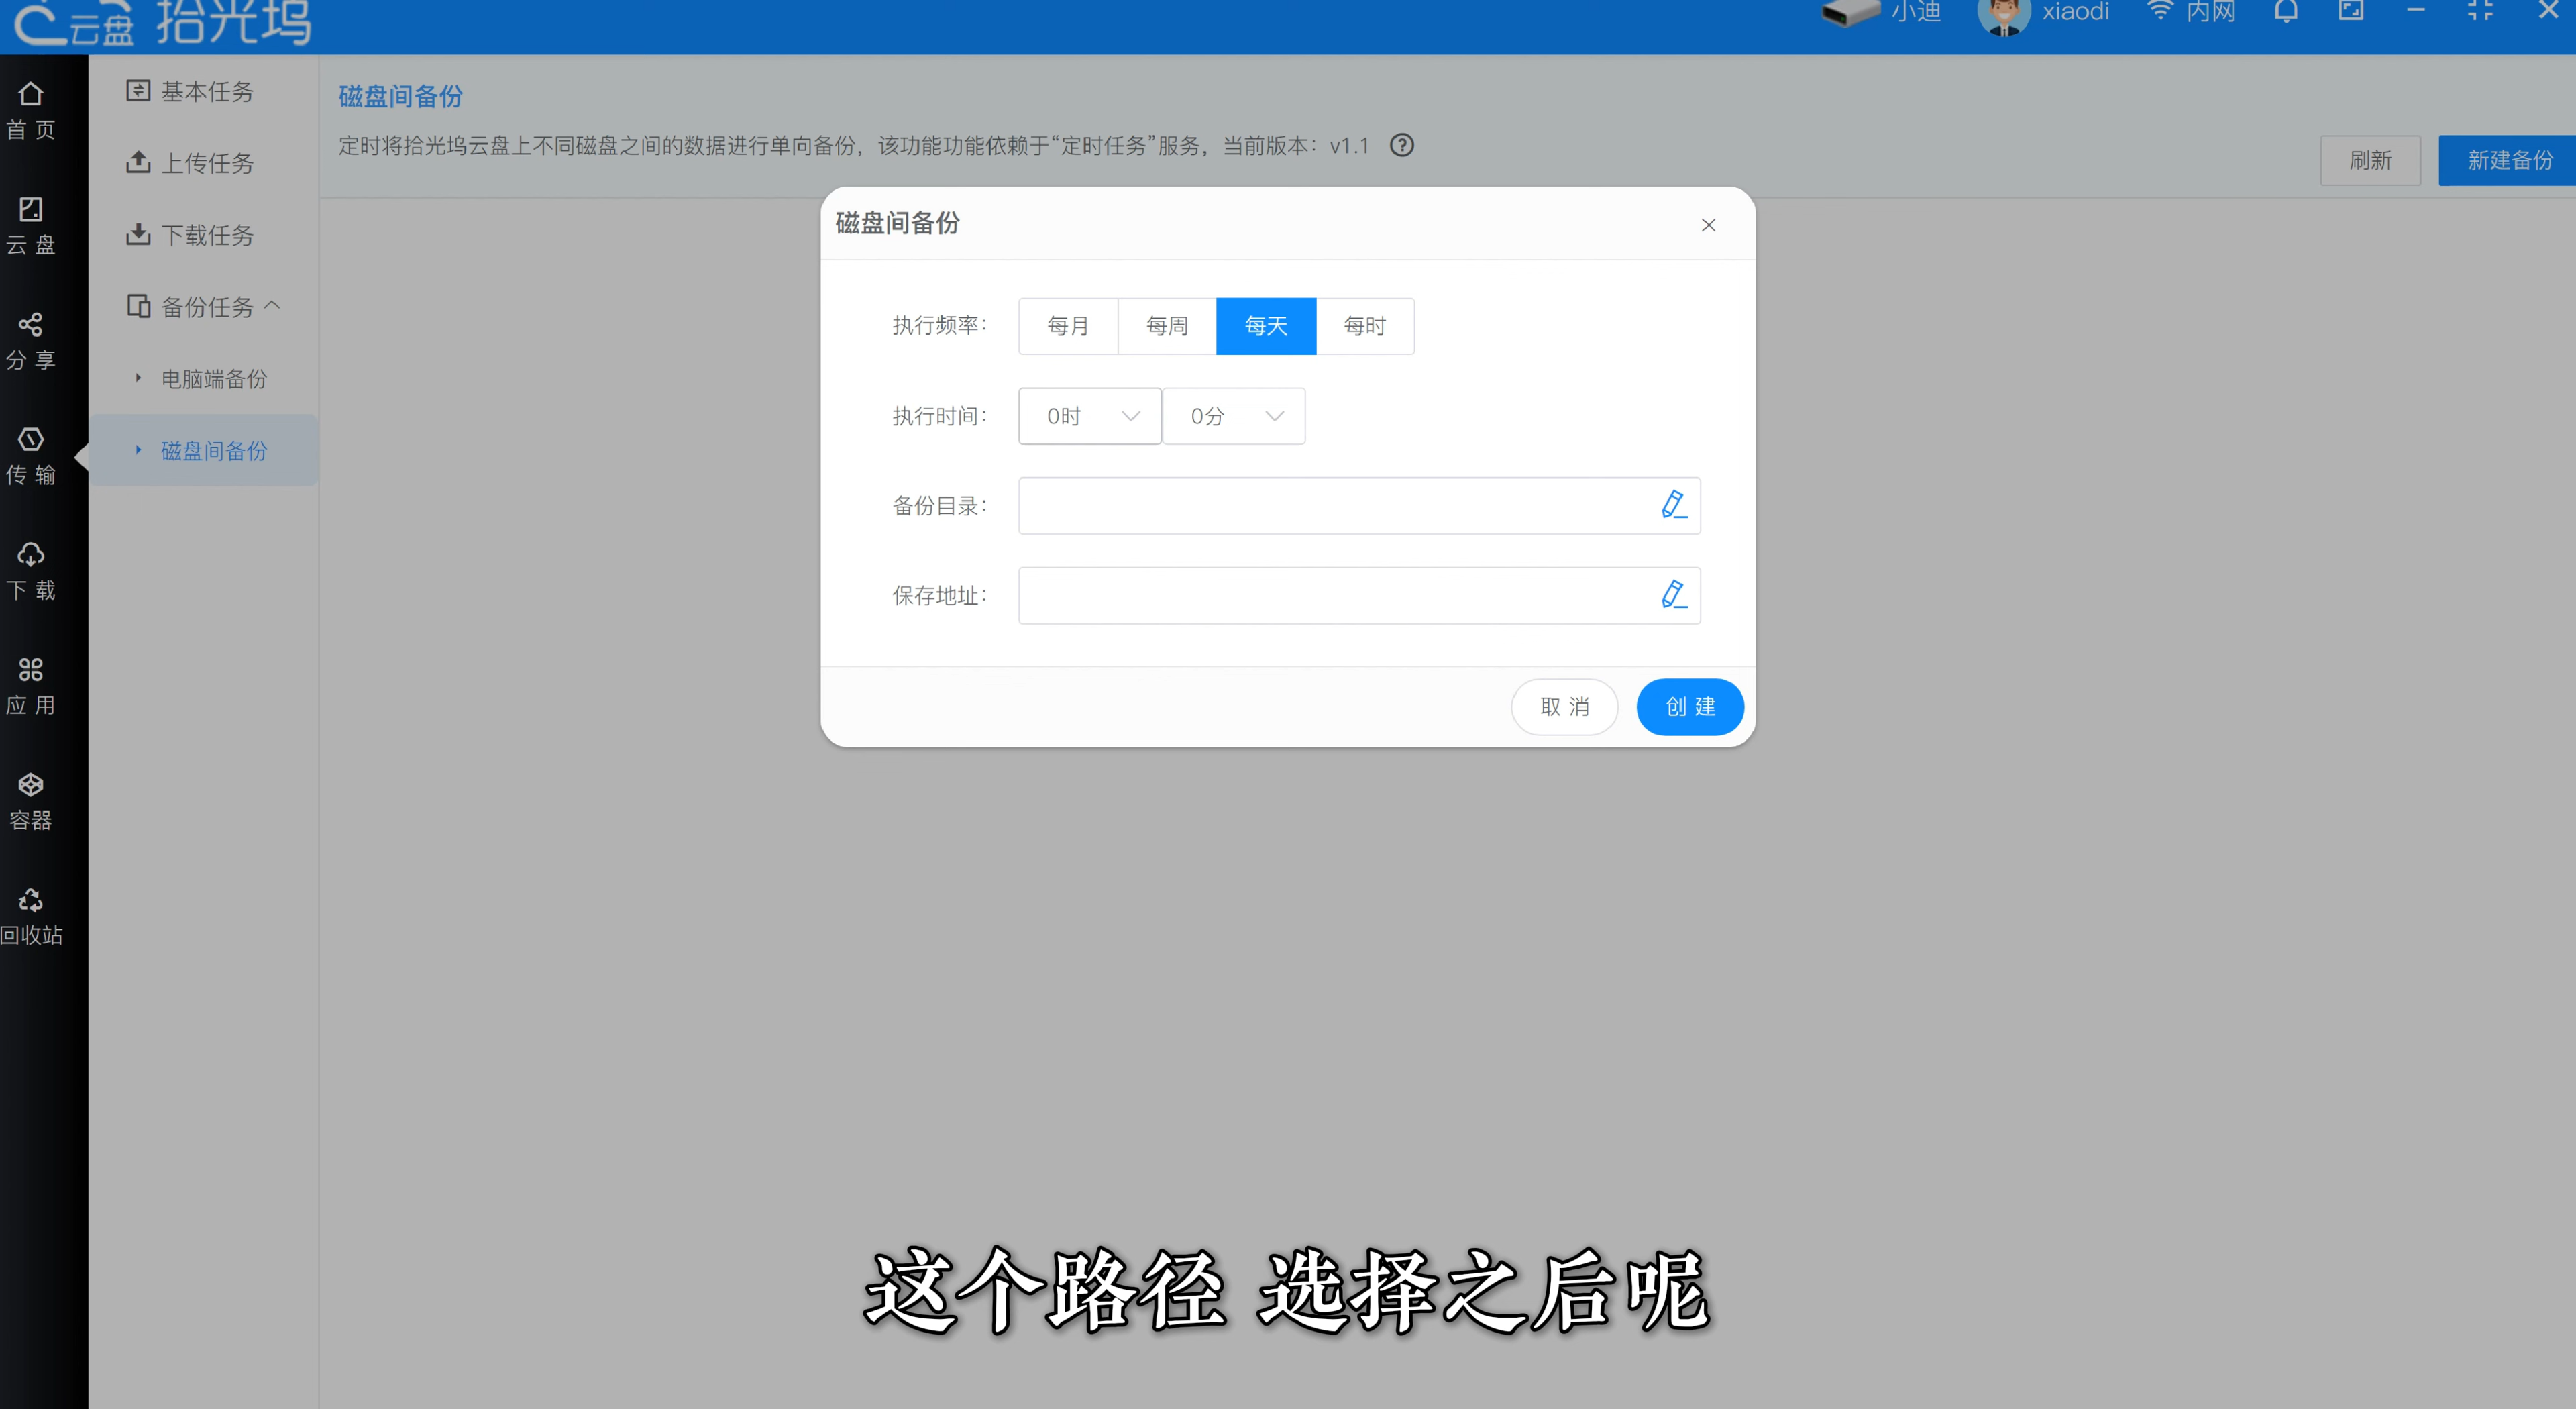 云盘 拾光坞
小迪 xiaodi 内网
首页
云盘
分享
传输
下载
应用
容器
回收站
基本任务
上传任务
下载任务
备份任务
电脑端备份
磁盘间备份
磁盘间备份
定时将拾光坞云盘上不同磁盘之间的数据进行单向备份，该功能功能依赖于“定时任务”服务，当前版本：v1.1
刷新 新建备份
磁盘间备份
执行频率： 每月 每周 每天 每时
执行时间： 0时 0分
备份目录：
保存地址：
取消 创建
这个路径 选择之后呢